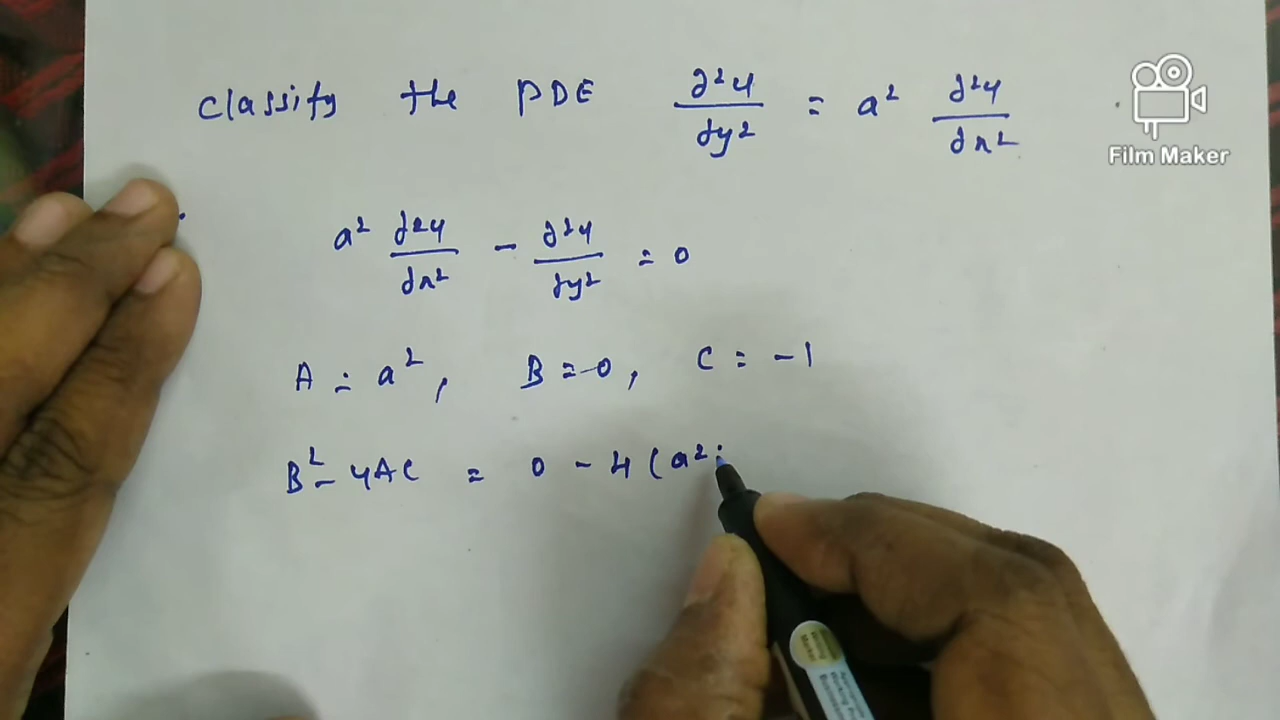 classify the PDE ∂²u/∂y² = a² ∂²u/∂x²
Film Maker
a² ∂²u/∂x² - ∂²u/∂y² = 0
A = a², B = 0, C = -1
B² - 4AC = 0 - 4 (a²